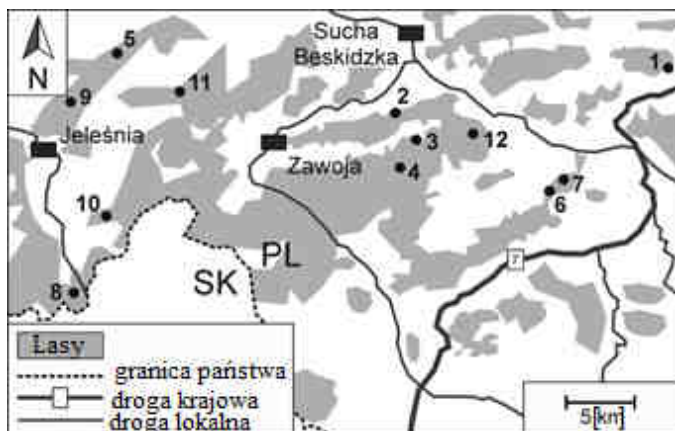 N
5
11
9
Jeleśnia
10
8
Sucha
Beskidzka
1
2
3
12
4
Zawoja
7
6
PL
SK
7
Lasy
granica państwa
droga krajowa
droga lokalna
5[kn]